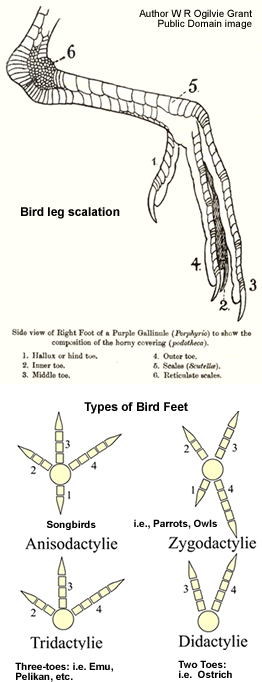 Author W R Ogilvie Grant
Public Domain image
6
5.
1.
Bird leg scalation
4.
2.
3
Side view of Right Foot of a Purple Gallinule (Porphyrio) to show the
composition of the horny covering (podotheca).
1. Hallux or hind toe.
2. Inner toe.
3. Middle toe.
4. Outer toe.
5. Scales (Scutellæ).
6. Reticulate scales.
Types of Bird Feet
3
2
4
1
Songbirds
Anisodactylie
2
3
1
4
i.e., Parrots, Owls
Zygodactylie
3
2
4
Tridactylie
Three-toes: i.e. Emu,
Pelikan, etc.
3
4
Didactylie
Two Toes:
i.e. Ostrich